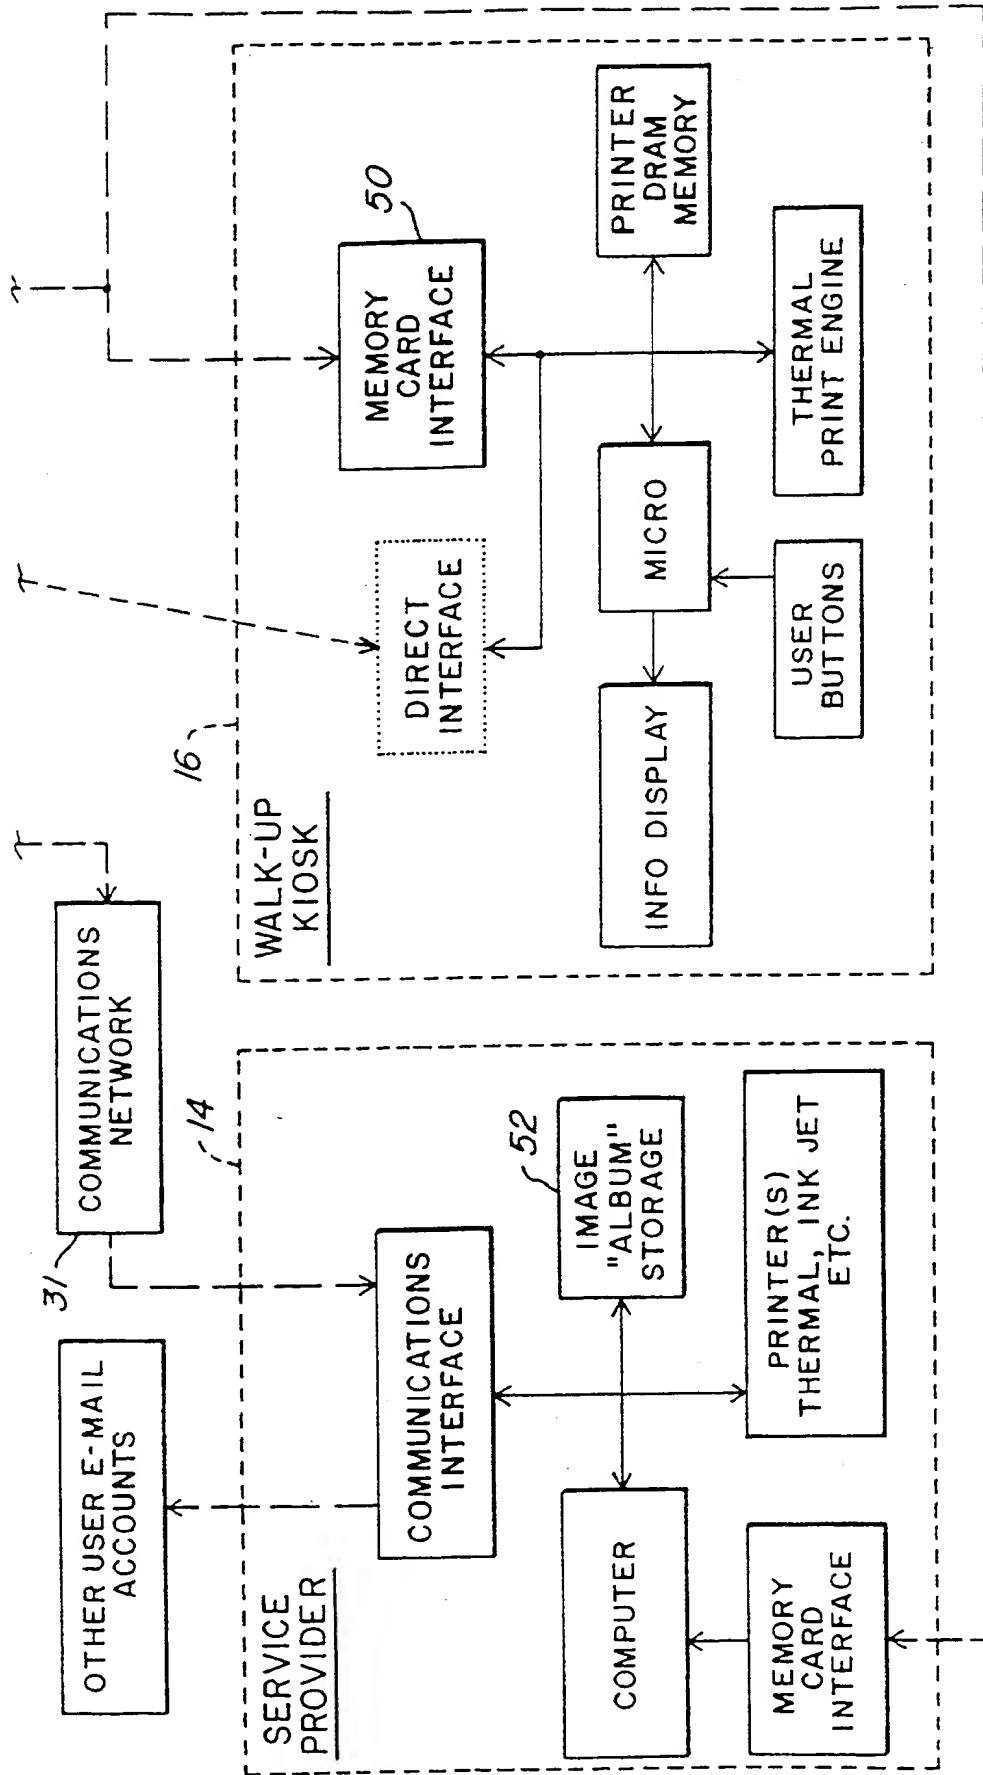 OTHER USER E-MAIL
ACCOUNTS
31
COMMUNICATIONS
NETWORK
14
SERVICE
PROVIDER
COMMUNICATIONS
INTERFACE
COMPUTER
IMAGE
"ALBUM"
STORAGE
52
MEMORY
CARD
INTERFACE
PRINTER(S)
THERMAL, INK JET
ETC.
16
WALK-UP
KIOSK
DIRECT
INTERFACE
MEMORY
CARD
INTERFACE
50
INFO DISPLAY
MICRO
PRINTER
DRAM
MEMORY
USER
BUTTONS
THERMAL
PRINT ENGINE